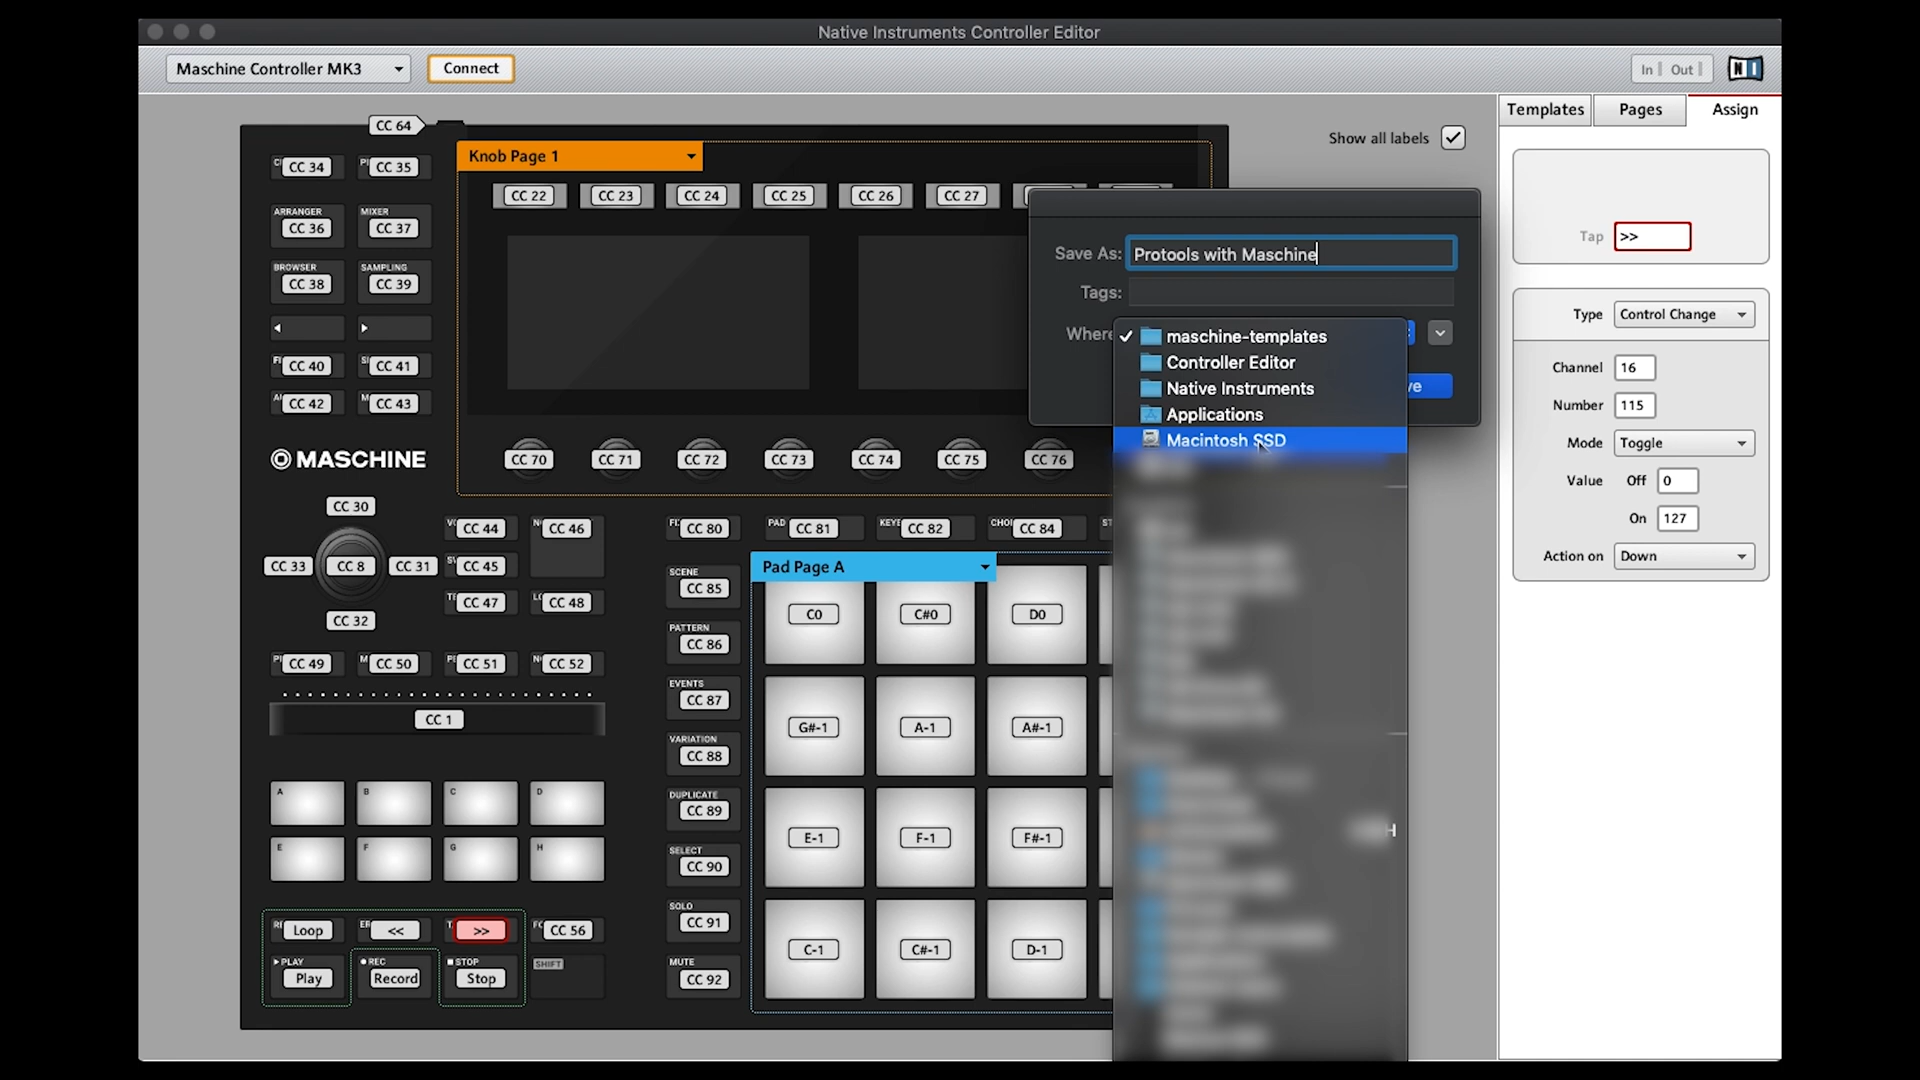 Native Instruments Controller Editor
Maschine Controller MK3
Connect
In
Out
NI
Templates
Pages
Assign
Show all labels
CC 64
CC 34
CC 35
ARRANGER
CC 36
MIXER
CC 37
BROWSER
CC 38
SAMPLING
CC 39
CC 40
CC 41
CC 42
CC 43
MASCHINE
Knob Page 1
CC 22
CC 23
CC 24
CC 25
CC 26
CC 27
CC 70
CC 71
CC 72
CC 73
CC 74
CC 75
CC 76
Save As:
Protools with Maschine
Tags:
Where
maschine-templates
Controller Editor
Native Instruments
Applications
Macintosh SSD
Tap
>>
Type
Control Change
Channel
16
Number
115
Mode
Toggle
Value
Off
0
On
127
Action on
Down
CC 30
CC 33
CC 8
CC 31
CC 32
CC 44
CC 46
CC 45
CC 47
CC 48
CC 49
CC 50
CC 51
CC 52
CC 1
A
B
C
D
E
F
G
H
Loop
<<
>>
CC 56
PLAY
Play
REC
Record
STOP
Stop
SHIFT
CC 80
PAD
CC 81
KEYB
CC 82
CHOR
CC 84
ST
SCENE
CC 85
PATTERN
CC 86
EVENTS
CC 87
VARIATION
CC 88
DUPLICATE
CC 89
SELECT
CC 90
SOLO
CC 91
MUTE
CC 92
Pad Page A
C0
C#0
D0
G#-1
A-1
A#-1
E-1
F-1
F#-1
C-1
C#-1
D-1